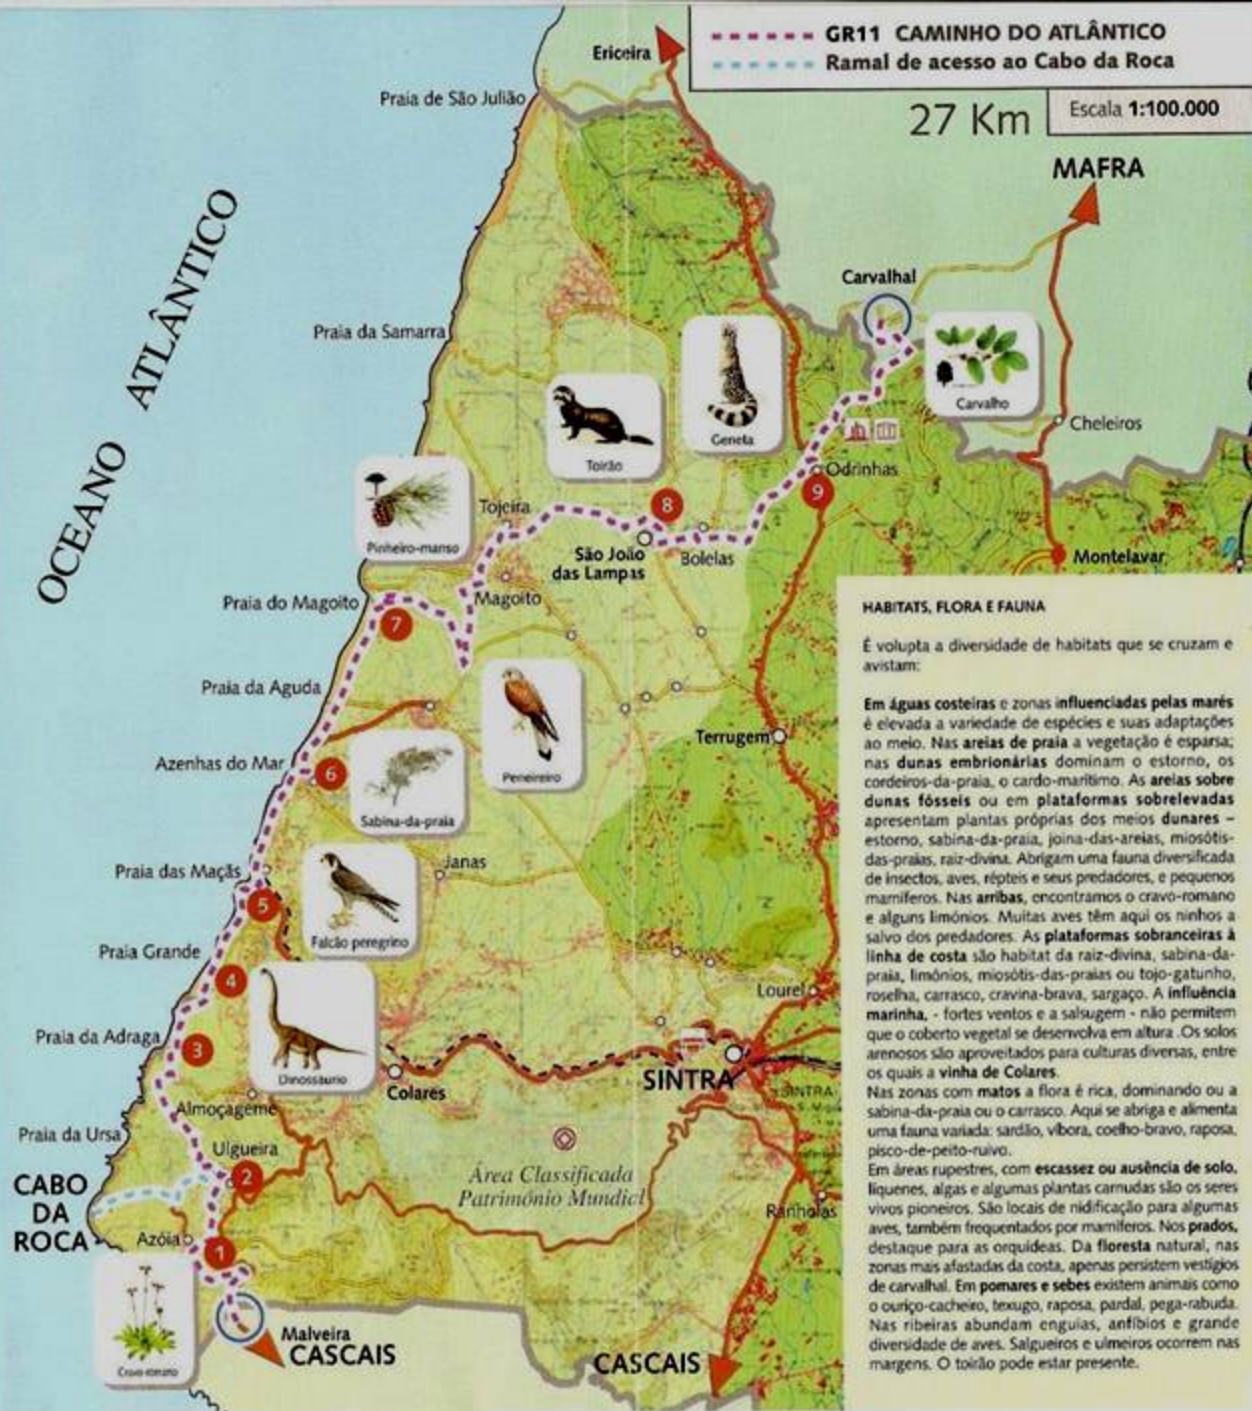 GR11 CAMINHO DO ATLÂNTICO
Ramal de acesso ao Cabo da Roca
27 Km
Escala 1:100.000
Ericeira
Praia de São Julião
MAFRA
OCEANO ATLÂNTICO
Carvalhal
Praia da Samarra
Geneta
Carvalho
Toirão
Cheleiros
Odrinhas
9
Tojeira
8
Pinheiro-manso
São João
das Lampas
Bolelas
Montelavar
Praia do Magoito
Magoito
7
Praia da Aguda
Peneireiro
Terrugem
Azenhas do Mar
6
Sabina-da-praia
Praia das Maçãs
Janas
5
Falcão peregrino
Praia Grande
4
Lourel
Praia da Adraga
3
Dinossáurio
Colares
SINTRA
SINTRA
Almoçageme
Praia da Ursa
Ulgueira
2
Área Classificada
Património Mundial
CABO
DA
ROCA
Azóia
Ranholas
1
Cravo-romano
Malveira
CASCAIS
CASCAIS
HABITATS, FLORA E FAUNA
É volupta a diversidade de habitats que se cruzam e
avistam:
Em águas costeiras e zonas influenciadas pelas marés
é elevada a variedade de espécies e suas adaptações
ao meio. Nas areias de praia a vegetação é esparsa;
nas dunas embrionárias dominam o estorno, os
cordeiros-da-praia, o cardo-marítimo. As areias sobre
dunas fósseis ou em plataformas sobrelevadas
apresentam plantas próprias dos meios dunares –
estorno, sabina-da-praia, joina-das-areias, miosótis-
das-praias, raiz-divina. Abrigam uma fauna diversificada
de insectos, aves, répteis e seus predadores, e pequenos
mamíferos. Nas arribas, encontramos o cravo-romano
e alguns limónios. Muitas aves têm aqui os ninhos a
salvo dos predadores. As plataformas sobranceiras à
linha de costa são habitat da raiz-divina, sabina-da-
praia, limónios, miosótis-das-praias ou tojo-gatunho,
roselha, carrasco, cravina-brava, sargaço. A influência
marinha, - fortes ventos e a salsugem - não permitem
que o coberto vegetal se desenvolva em altura .Os solos
arenosos são aproveitados para culturas diversas, entre
os quais a vinha de Colares.
Nas zonas com matos a flora é rica, dominando ou a
sabina-da-praia ou o carrasco. Aqui se abriga e alimenta
uma fauna variada: sardão, víbora, coelho-bravo, raposa,
pisco-de-peito-ruivo.
Em áreas rupestres, com escassez ou ausência de solo,
líquenes, algas e algumas plantas carnudas são os seres
vivos pioneiros. São locais de nidificação para algumas
aves, também frequentados por mamíferos. Nos prados,
destaque para as orquídeas. Da floresta natural, nas
zonas mais afastadas da costa, apenas persistem vestígios
de carvalhal. Em pomares e sebes existem animais como
o ouriço-cacheiro, texugo, raposa, pardal, pega-rabuda.
Nas ribeiras abundam enguias, anfíbios e grande
diversidade de aves. Salgueiros e ulmeiros ocorrem nas
margens. O toirão pode estar presente.